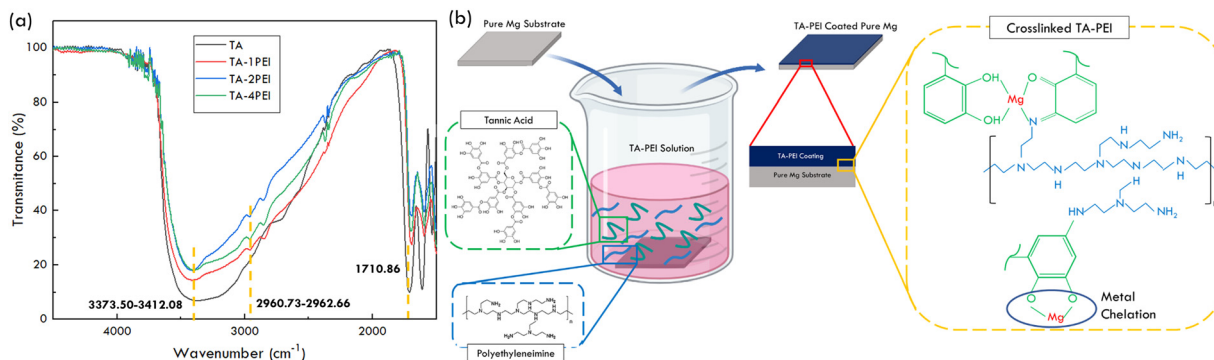 (a)
100
80
60
40
20
0
Transmitance (%)
TA
TA-1PEI
TA-2PEI
TA-4PEI
3373.50-3412.08
2960.73-2962.66
1710.86
4500
3000
1500
Wavenumber (cm⁻¹)
(b)
Pure Mg Substrate
TA-PEI Coated Pure Mg
Tannic Acid
TA-PEI Solution
Polyethyleneimine
TA-PEI Coating
Pure Mg Substrate
Crosslinked TA-PEI
OH
O
Mg
OH
N
H
N
NH₂
N
N
H
N
N
N
H
N
N
H
HN
N
NH₂
O
O
Mg
Metal
Chelation